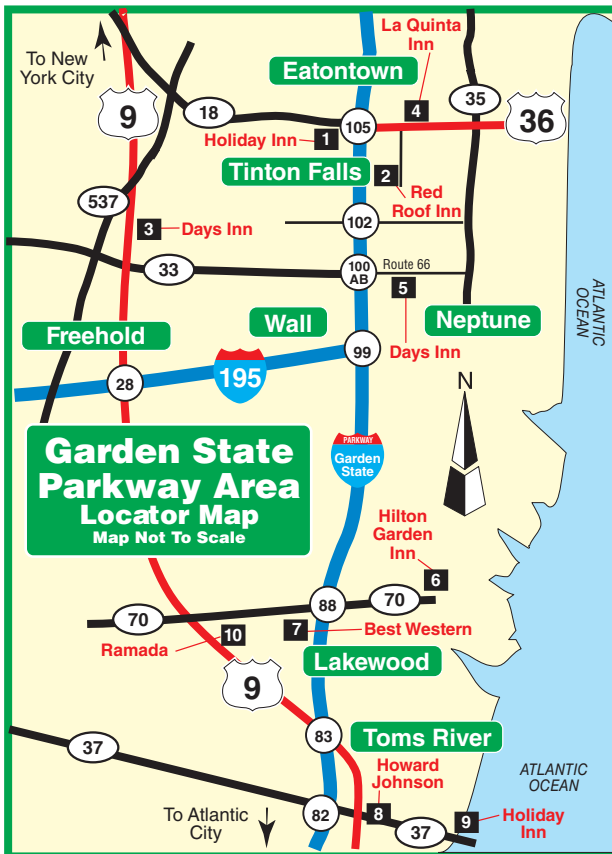 La Quinta
Inn
To New
York City
Eatontown
9
18
35
4
36
105
Holiday Inn
1
Tinton Falls
2
Red
Roof Inn
537
102
3
Days Inn
33
100
AB
Route 66
5
ATLANTIC
OCEAN
Wall
Neptune
Freehold
Days Inn
99
28
195
N
PARKWAY
Garden
State
Garden State
Parkway Area
Locator Map
Map Not To Scale
Hilton
Garden
Inn
6
88
70
70
10
7
Best Western
Ramada
Lakewood
9
83
Toms River
37
Howard
Johnson
ATLANTIC
OCEAN
To Atlantic
City
82
8
37
9
Holiday
Inn